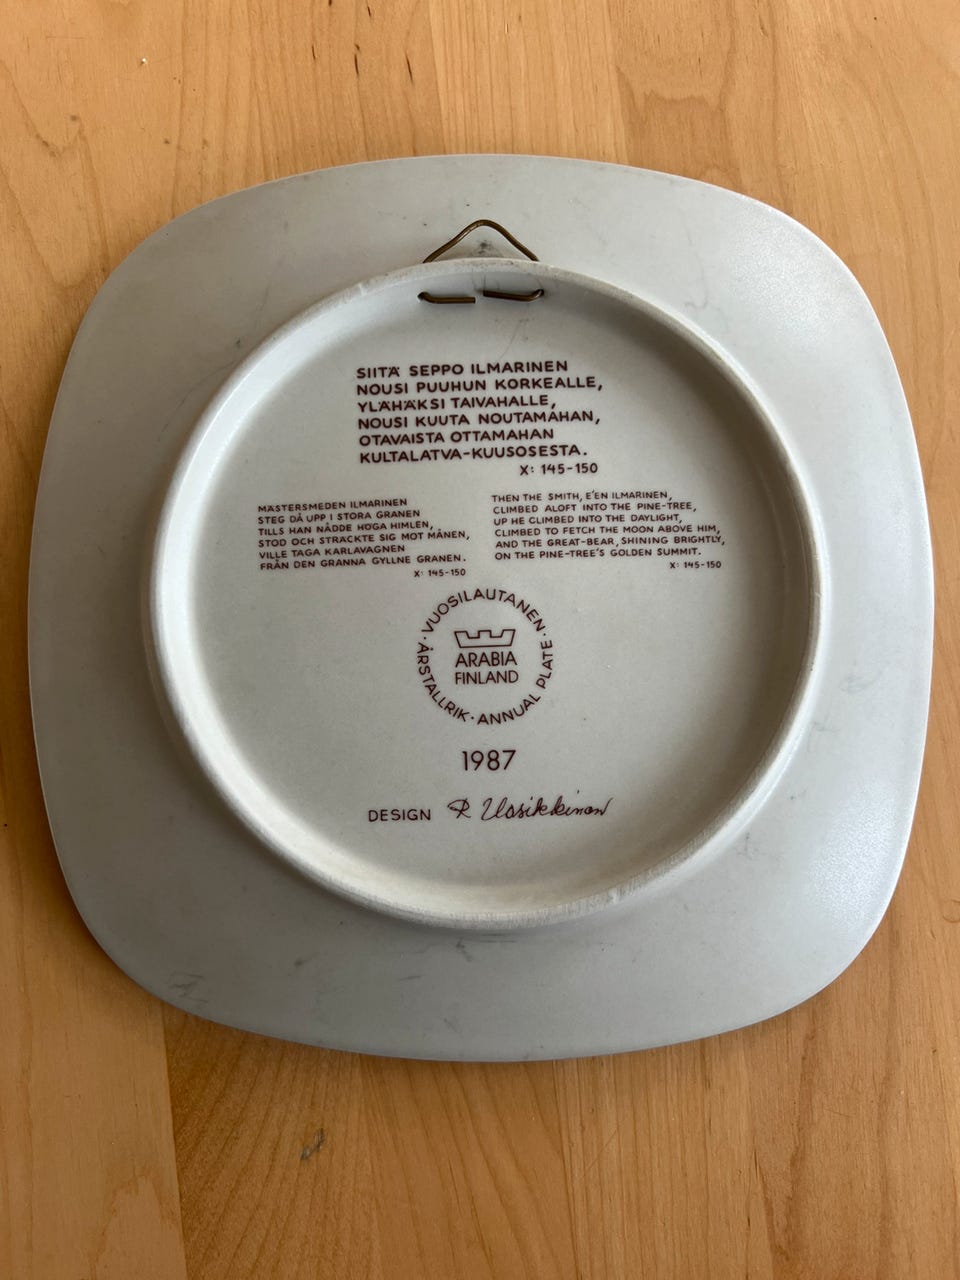 SIITÄ SEPPO ILMARINEN
NOUSI PUUHUN KORKEALLE,
YLÄHÄKSI TAIVAHALLE,
NOUSI KUUTA NOUTAMAHAN,
OTAVAISTA OTTAMAHAN
KULTALATVA-KUUSOSESTA.
X: 145-150
MÄSTERSMEDEN ILMARINEN
STEG DÅ UPP I STORA GRANEN
TILLS HAN NÅDDE HÖGA HIMLEN,
STOD OCH STRÄCKTE SIG MOT MÅNEN,
VILLE TAGA KARLAVAGNEN
FRÅN DEN GRANNA GYLLNE GRANEN.
X: 145-150
THEN THE SMITH, E'EN ILMARINEN,
CLIMBED ALOFT INTO THE PINE-TREE,
UP HE CLIMBED INTO THE DAYLIGHT,
CLIMBED TO FETCH THE MOON ABOVE HIM,
AND THE GREAT-BEAR, SHINING BRIGHTLY,
ON THE PINE-TREE'S GOLDEN SUMMIT.
X: 145-150
VUOSILAUTANEN · ANNUAL PLATE · ÅRSTALLRIK ·
ARABIA
FINLAND
1987
DESIGN R Uosikkinen